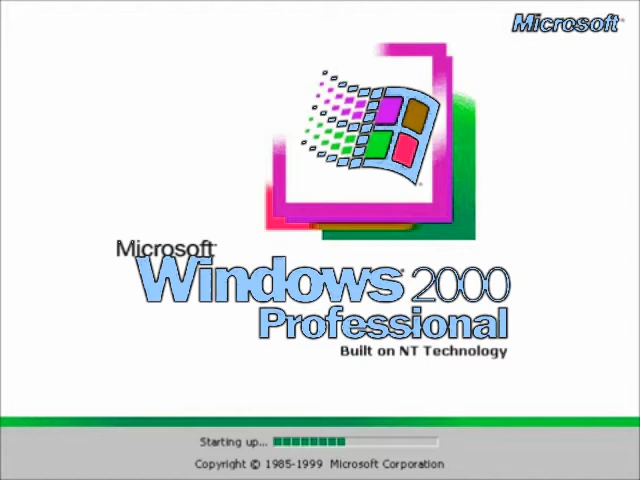 Microsoft
Microsoft
Windows 2000
Professional
Built on NT Technology
Starting up...
Copyright © 1985-1999 Microsoft Corporation